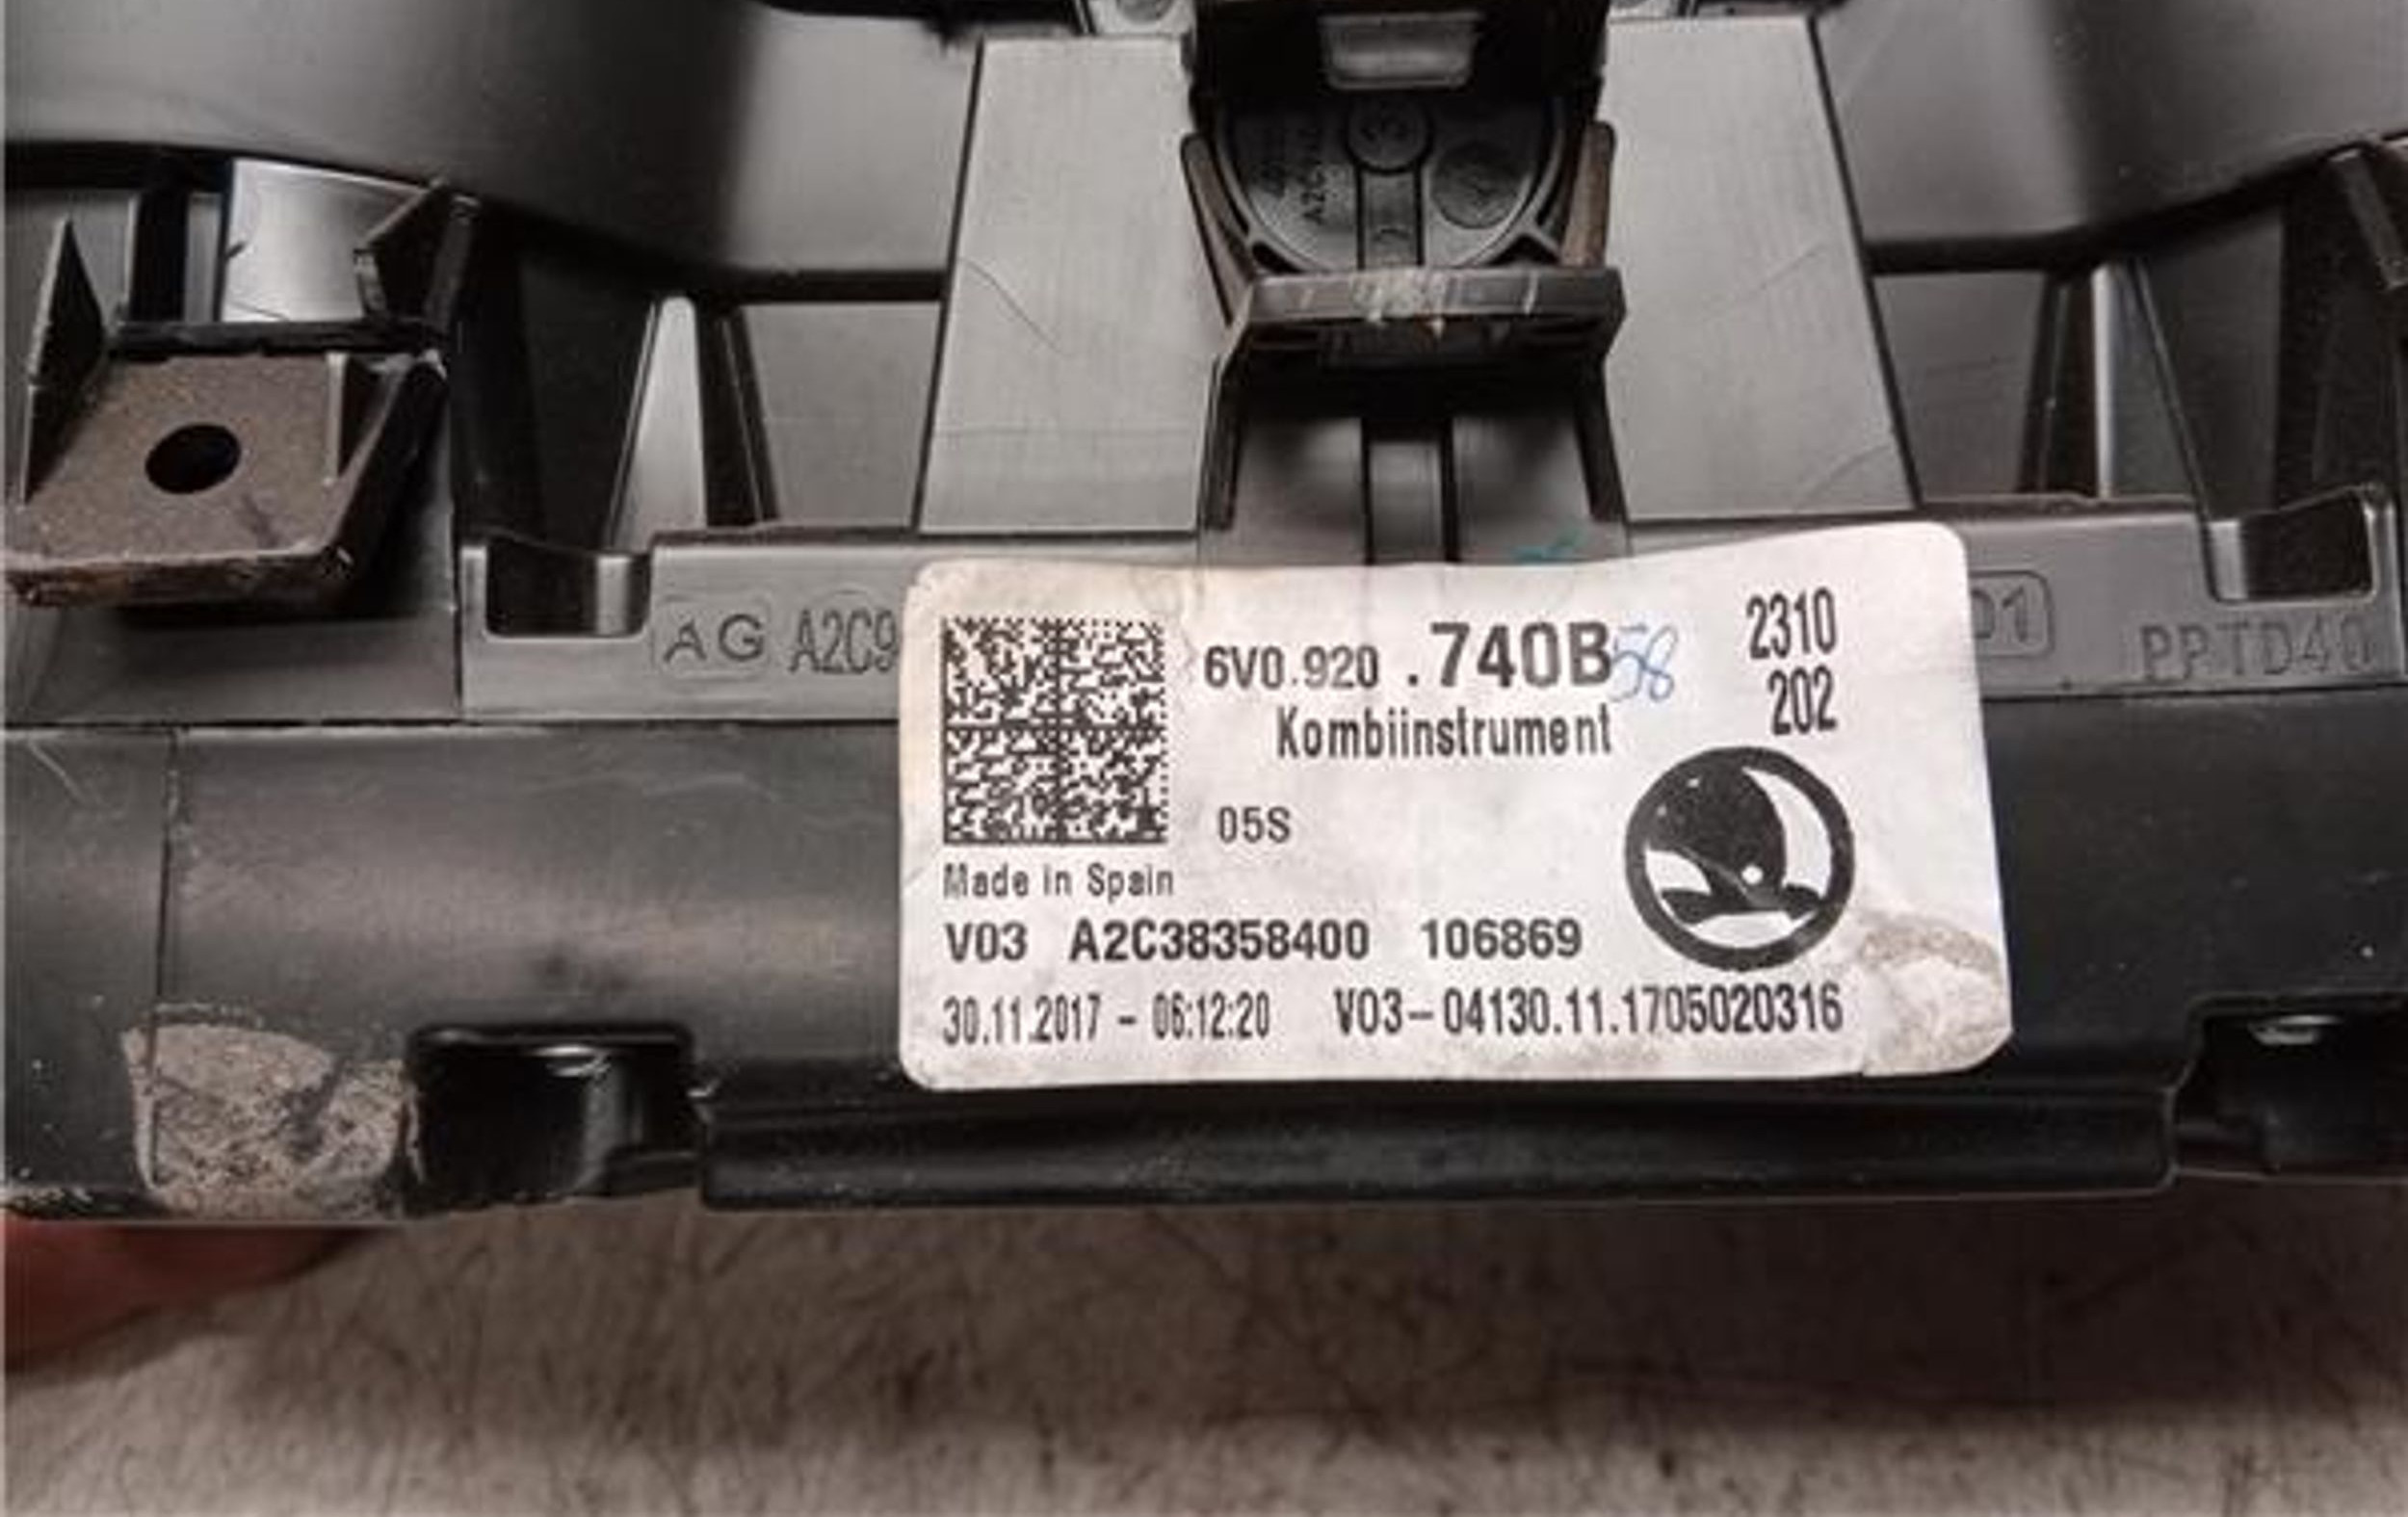 AG A2C9
6V0.920 .740B 58
2310
202
Kombiinstrument
05S
Made in Spain
V03 A2C38358400 106869
30.11.2017 - 06:12:20 V03-04130.11.1705020316
01
PPTD40